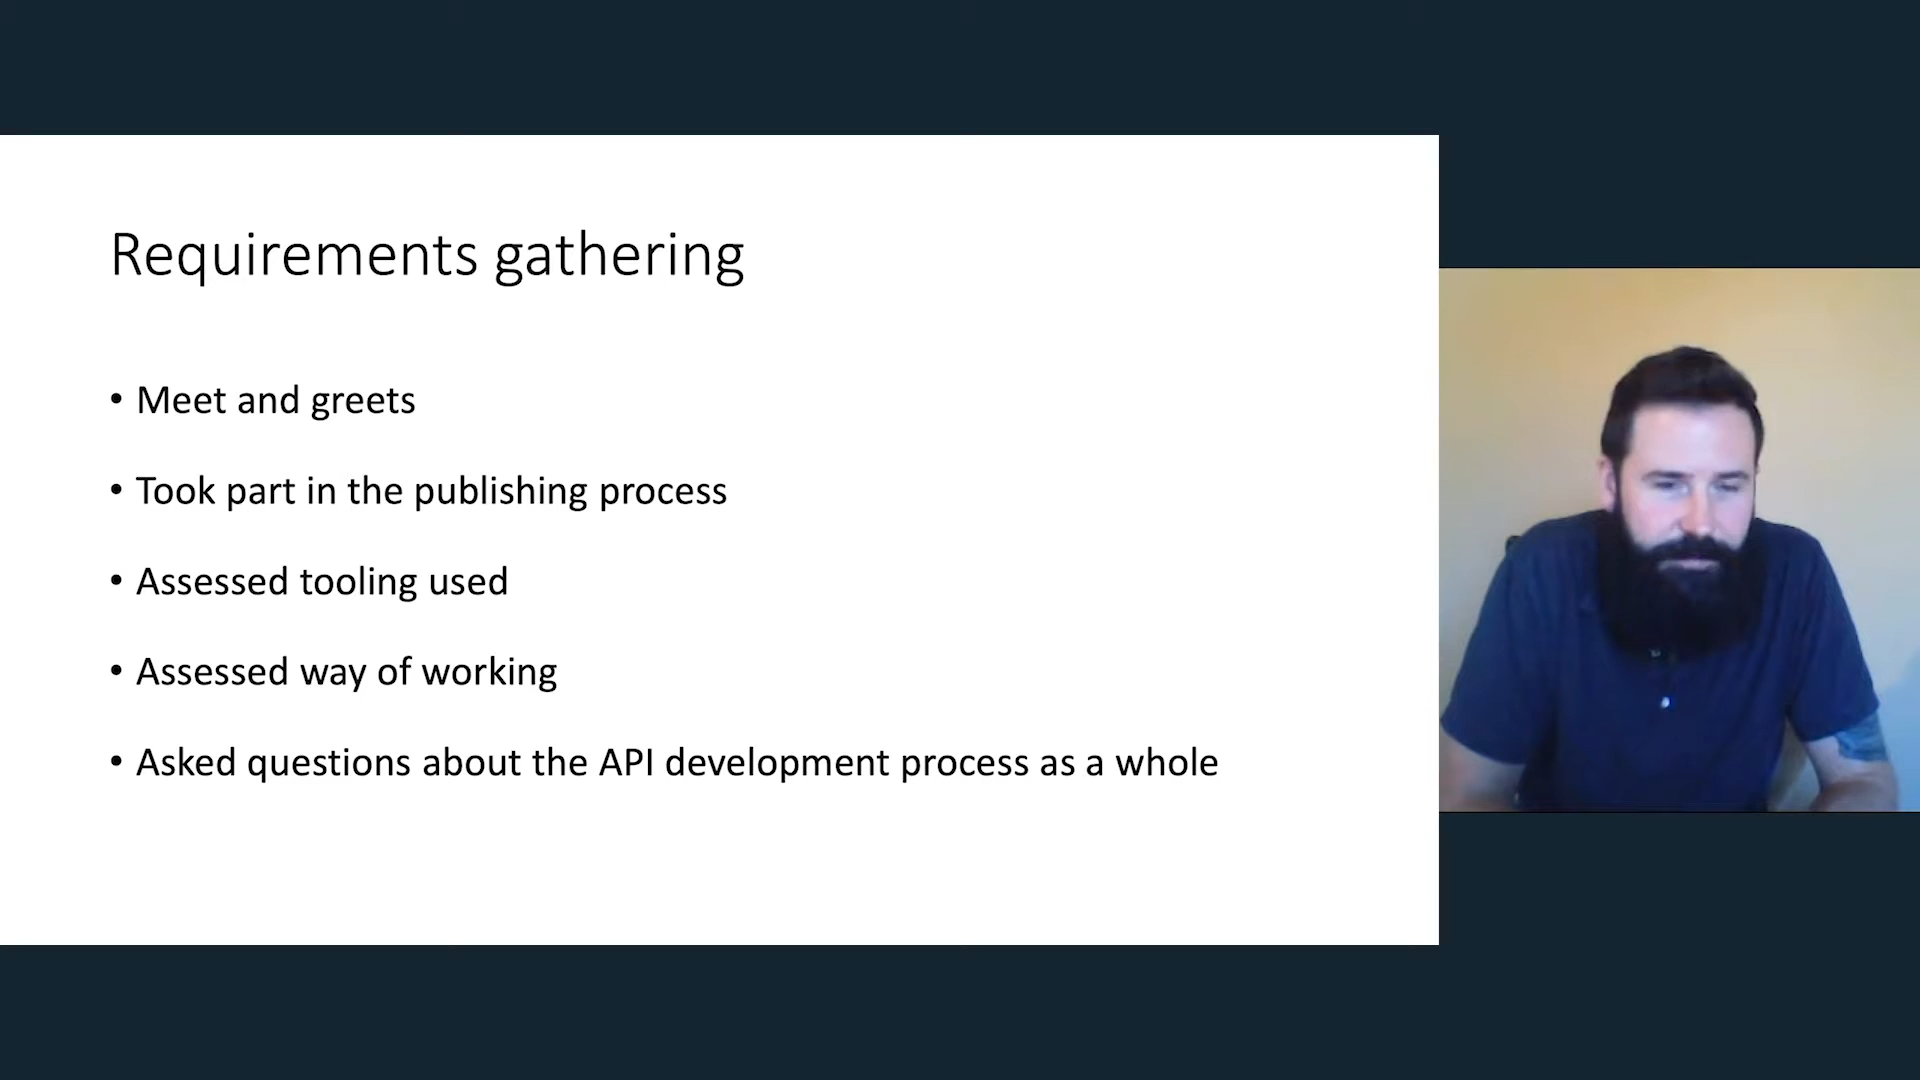 Requirements gathering
• Meet and greets
• Took part in the publishing process
• Assessed tooling used
• Assessed way of working
• Asked questions about the API development process as a whole